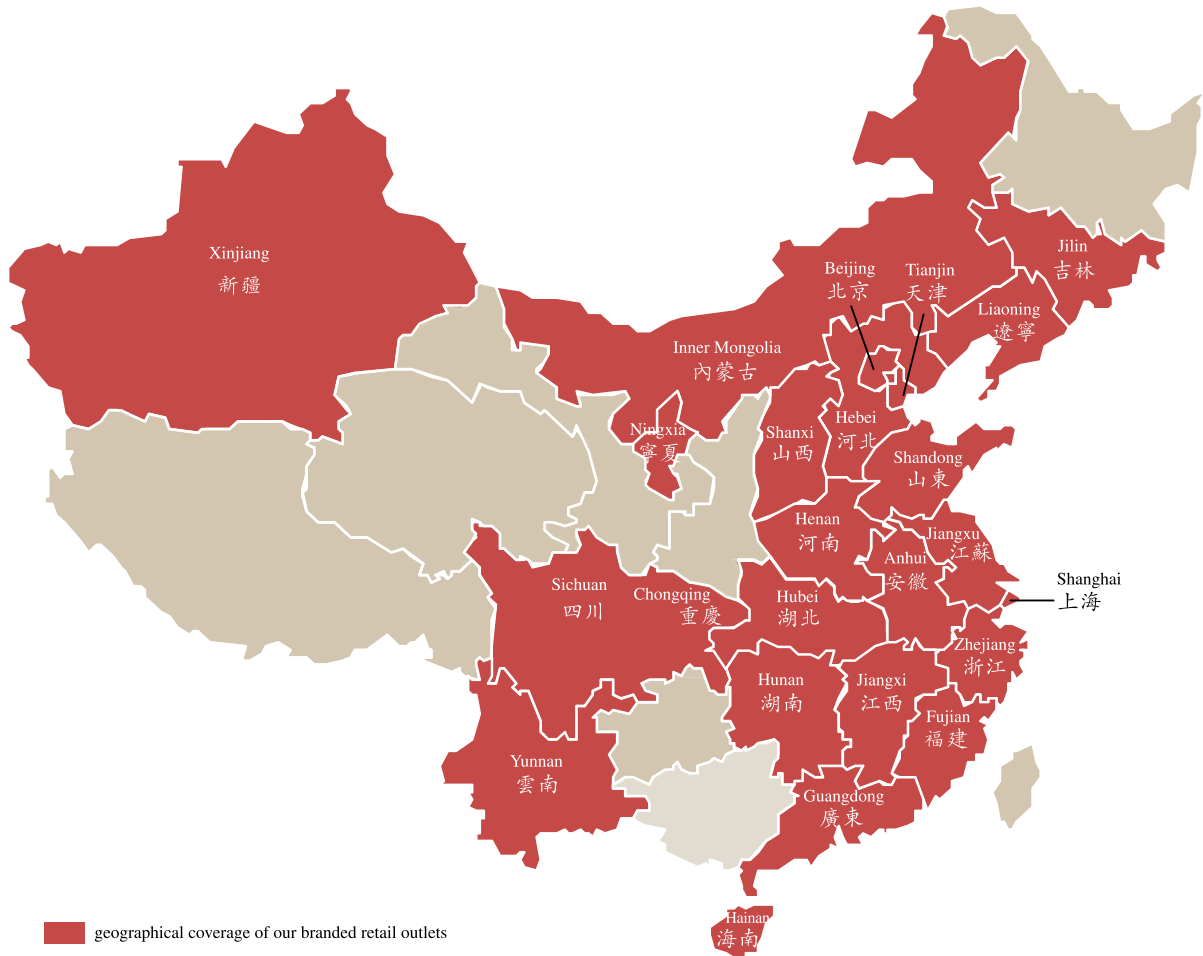 Xinjiang
新疆
Beijing
北京
Tianjin
天津
Jilin
吉林
Liaoning
遼寧
Inner Mongolia
內蒙古
Ningxia
寧夏
Shanxi
山西
Hebei
河北
Shandong
山東
Henan
河南
Jiangxu
江蘇
Anhui
安徽
Shanghai
上海
Sichuan
四川
Chongqing
重慶
Hubei
湖北
Zhejiang
浙江
Hunan
湖南
Jiangxi
江西
Fujian
福建
Yunnan
雲南
Guangdong
廣東
Hainan
海南
geographical coverage of our branded retail outlets